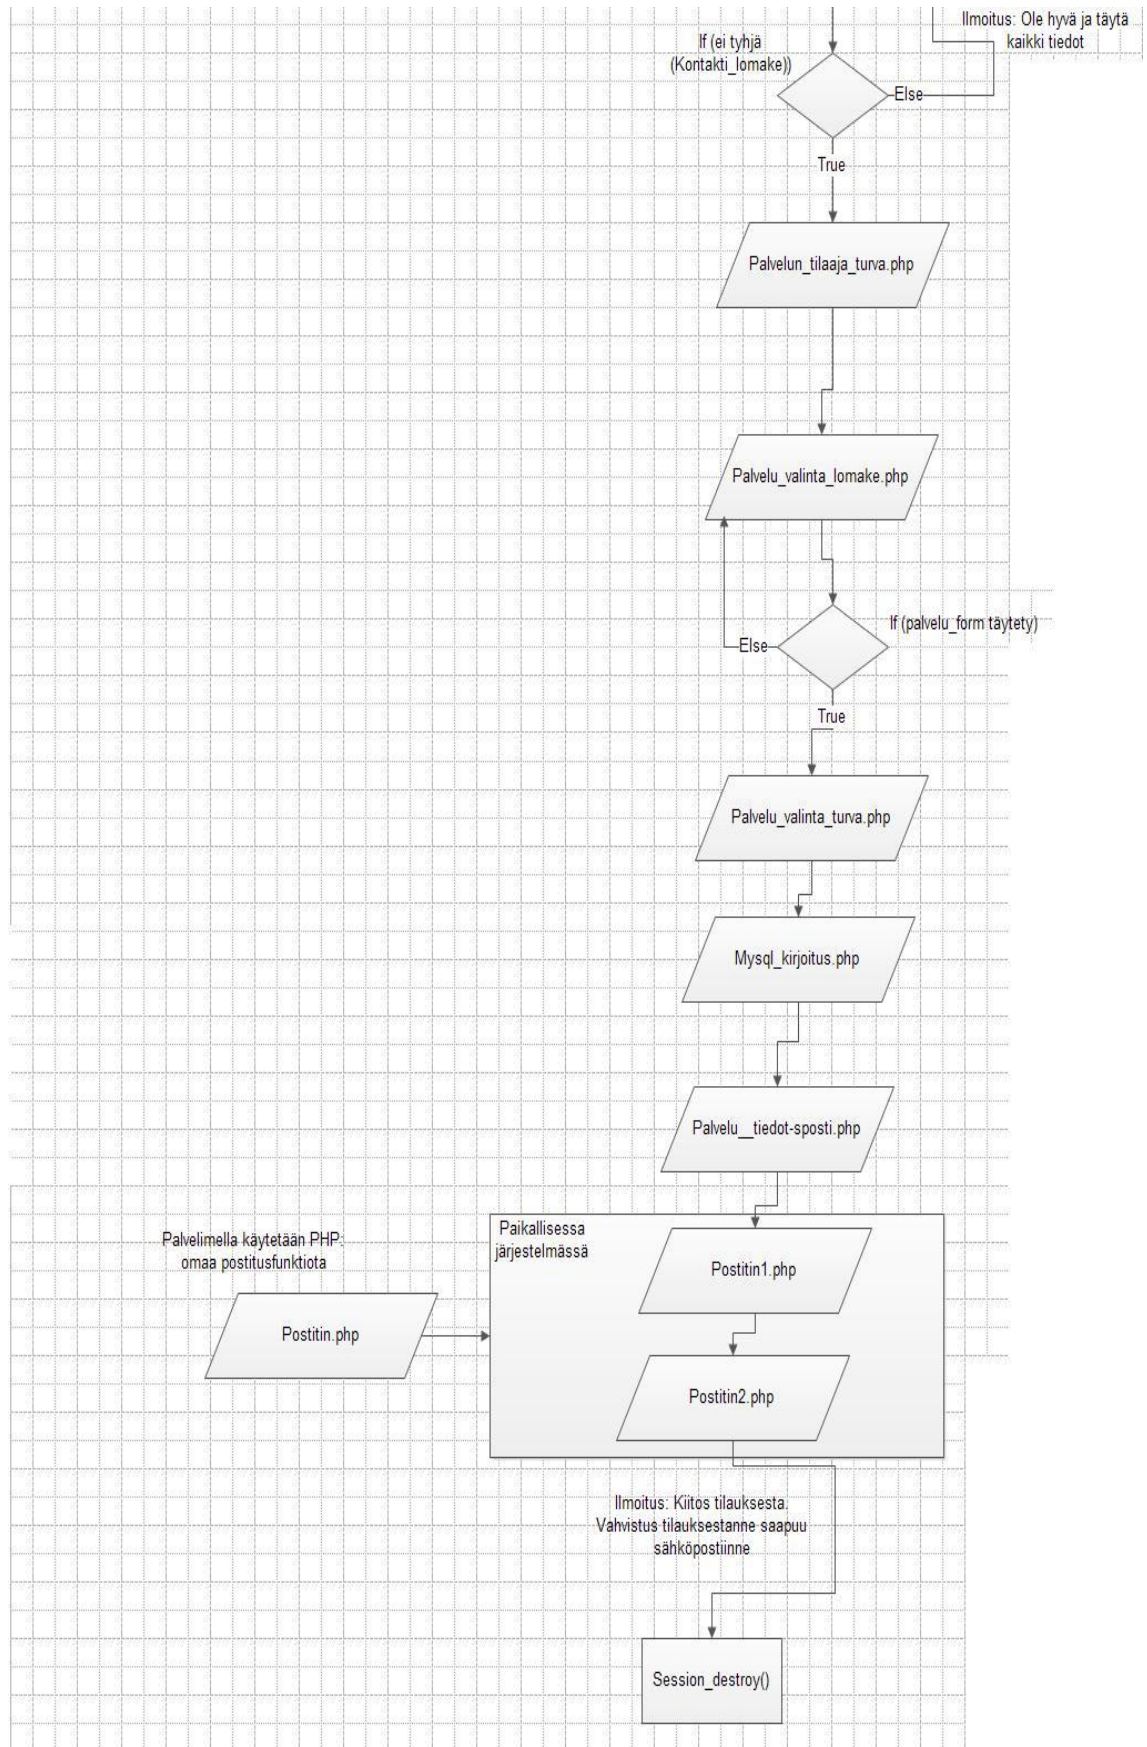 Ilmoitus: Ole hyvä ja täytä
kaikki tiedot
If (ei tyhjä
(Kontakti_lomake))
Else
True
Palvelun_tilaaja_turva.php
Palvelu_valinta_lomake.php
If (palvelu_form täytety)
Else
True
Palvelu_valinta_turva.php
Mysql_kirjoitus.php
Palvelu__tiedot-sposti.php
Paikallisessa
järjestelmässä
Palvelimella käytetään PHP:
omaa postitusfunktiota
Postitin1.php
Postitin.php
Postitin2.php
Ilmoitus: Kiitos tilauksesta.
Vahvistus tilauksestanne saapuu
sähköpostiinne
Session_destroy()